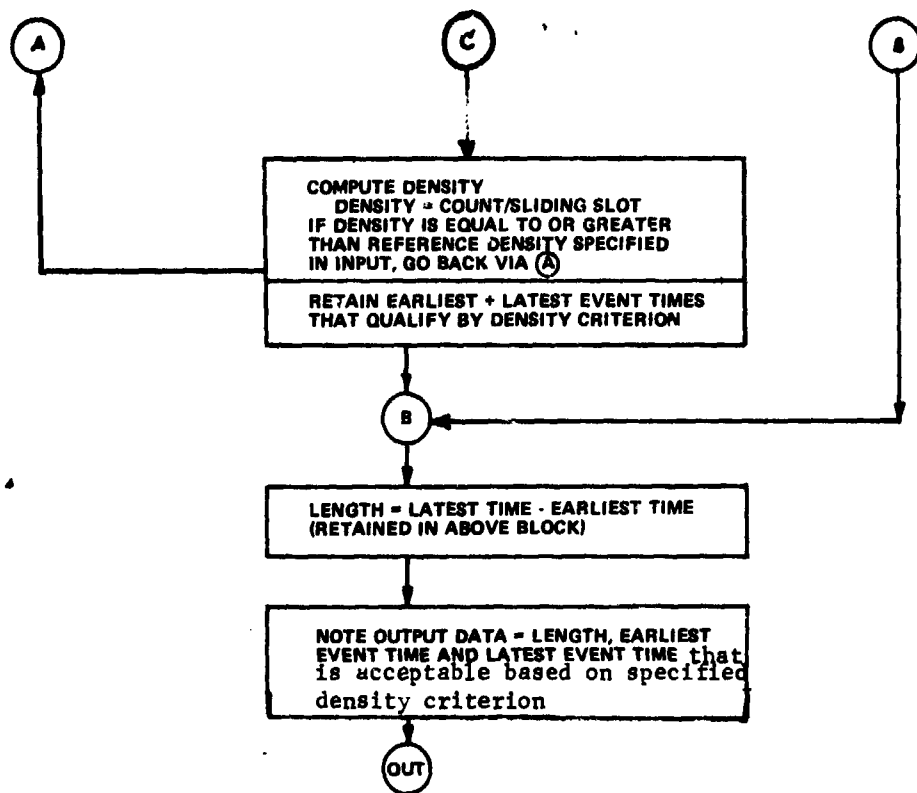 A
C
B
COMPUTE DENSITY
DENSITY = COUNT/SLIDING SLOT
IF DENSITY IS EQUAL TO OR GREATER
THAN REFERENCE DENSITY SPECIFIED
IN INPUT, GO BACK VIA A
RETAIN EARLIEST + LATEST EVENT TIMES
THAT QUALIFY BY DENSITY CRITERION
B
LENGTH = LATEST TIME - EARLIEST TIME
(RETAINED IN ABOVE BLOCK)
NOTE OUTPUT DATA = LENGTH, EARLIEST
EVENT TIME AND LATEST EVENT TIME that
is acceptable based on specified
density criterion
OUT